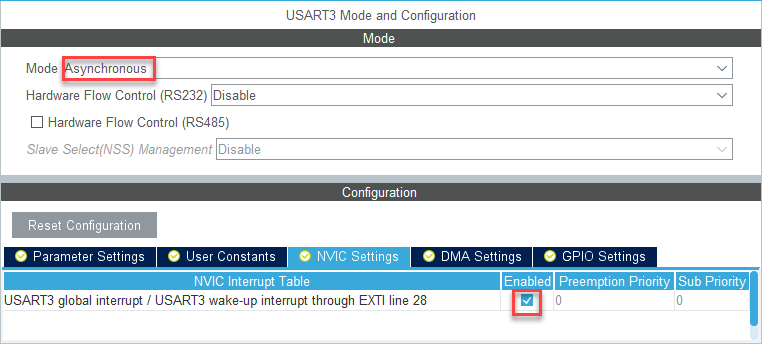 USART3 Mode and Configuration
Mode
Mode Asynchronous
Hardware Flow Control (RS232) Disable
Hardware Flow Control (RS485)
Slave Select(NSS) Management Disable
Configuration
Reset Configuration
Parameter Settings User Constants NVIC Settings DMA Settings GPIO Settings
NVIC Interrupt Table Enabled Preemption Priority Sub Priority
USART3 global interrupt / USART3 wake-up interrupt through EXTI line 28 0 0